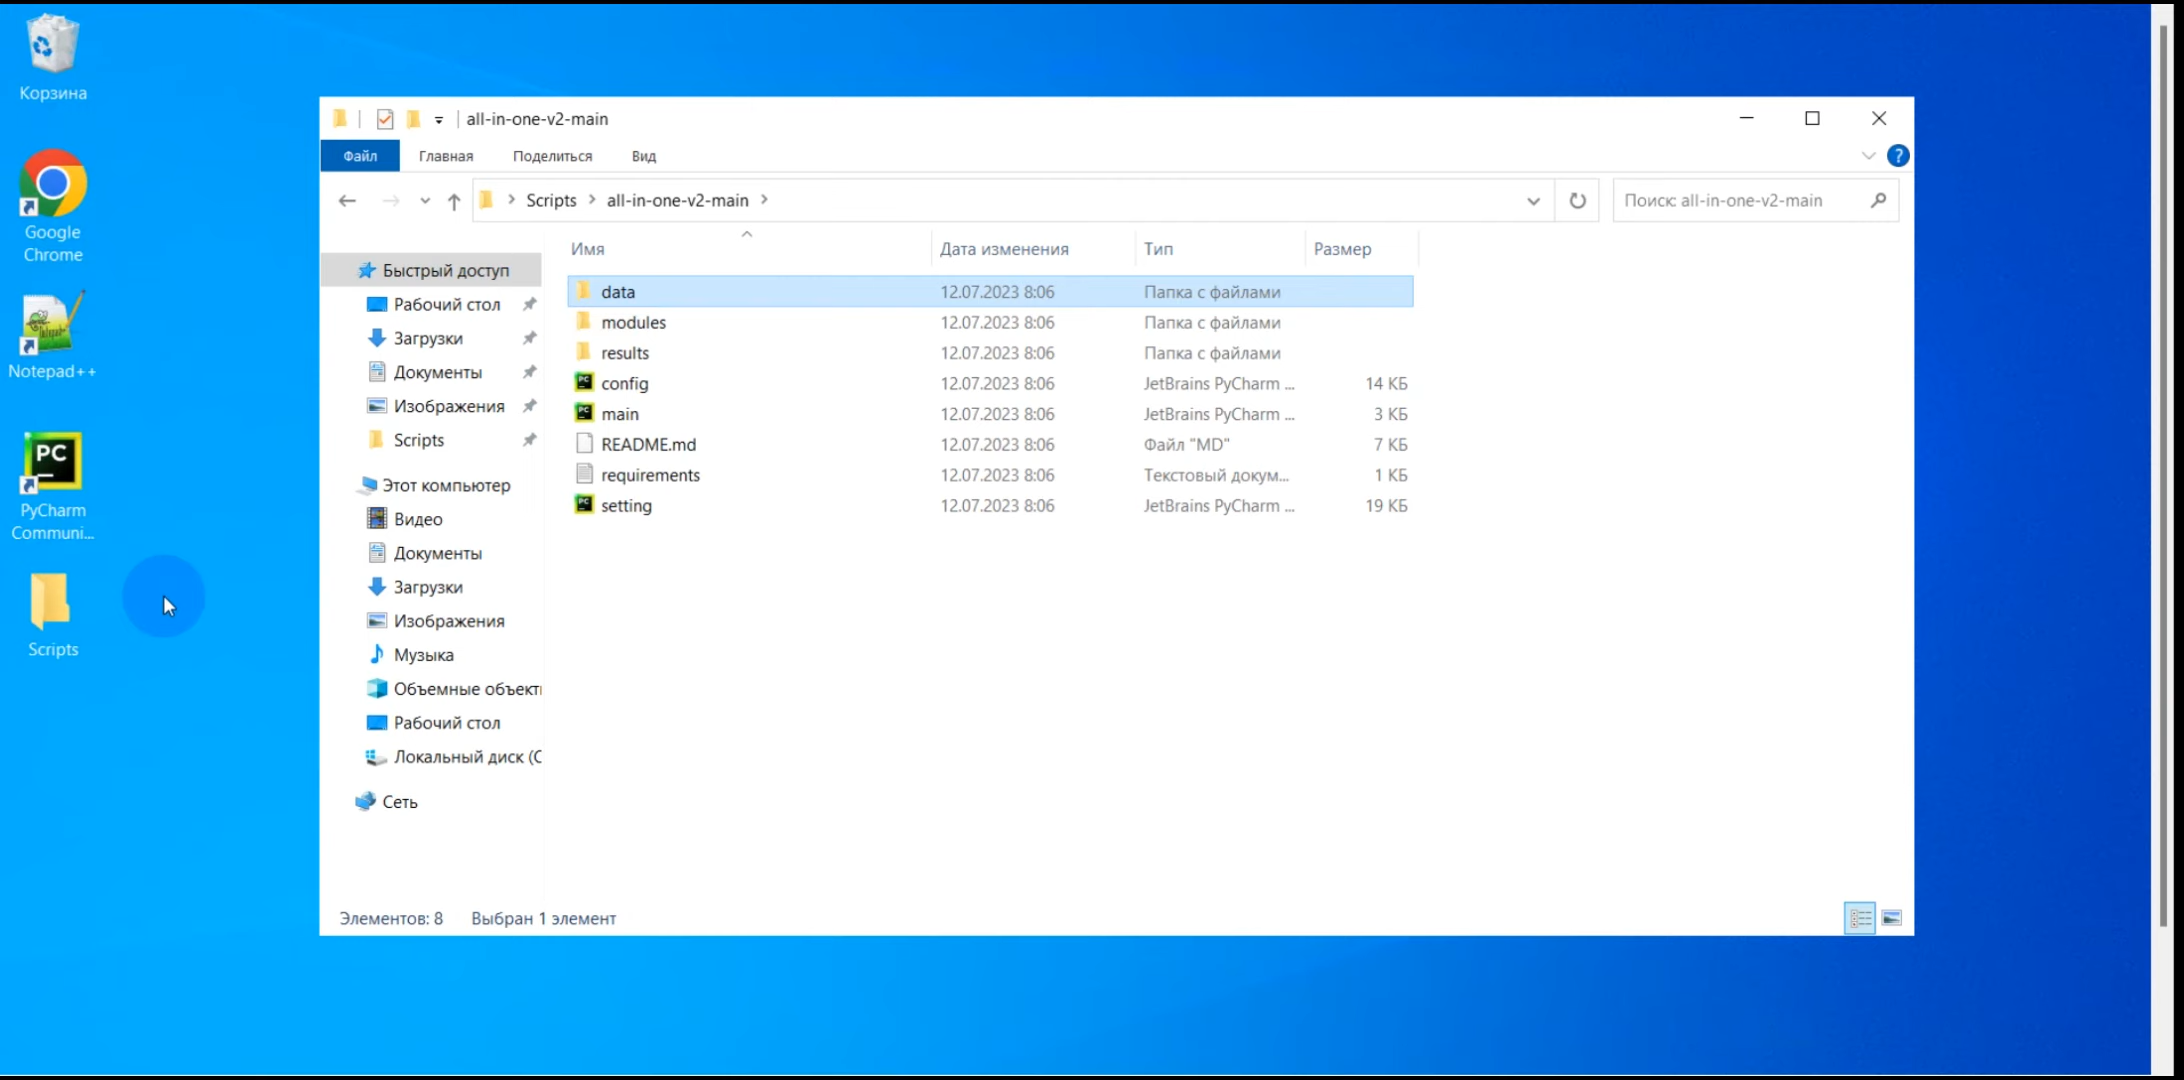 Корзина
Google
Chrome
Notepad++
PC
PyCharm
Communi...
Scripts
all-in-one-v2-main
Файл Главная Поделиться Вид
?
Scripts all-in-one-v2-main
Поиск: all-in-one-v2-main
Имя Дата изменения Тип Размер
Быстрый доступ
Рабочий стол
Загрузки
Документы
Изображения
Scripts
Этот компьютер
Видео
Документы
Загрузки
Изображения
Музыка
Объемные объект
Рабочий стол
Локальный диск (C
Сеть
data 12.07.2023 8:06 Папка с файлами
modules 12.07.2023 8:06 Папка с файлами
results 12.07.2023 8:06 Папка с файлами
config 12.07.2023 8:06 JetBrains PyCharm ... 14 КБ
main 12.07.2023 8:06 JetBrains PyCharm ... 3 КБ
README.md 12.07.2023 8:06 Файл "MD" 7 КБ
requirements 12.07.2023 8:06 Текстовый докум... 1 КБ
setting 12.07.2023 8:06 JetBrains PyCharm ... 19 КБ
Элементов: 8 Выбран 1 элемент